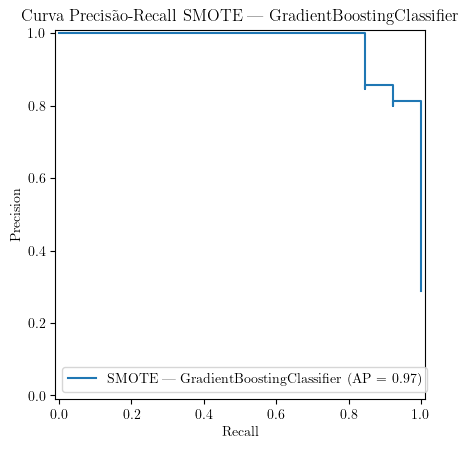 Curva Precisão-Recall SMOTE — GradientBoostingClassifier
1.0
0.8
0.6
0.4
0.2
0.0
Precision
SMOTE — GradientBoostingClassifier (AP = 0.97)
0.0 0.2 0.4 0.6 0.8 1.0
Recall